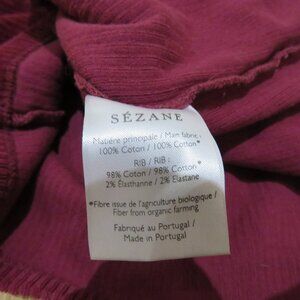 SÉZANE
Matière principale / Main fabric :
100% Coton / 100% Cotton*
RIB / RIB :
98% Coton / 98% Cotton*
2% Élasthanne / 2% Elastane
*Fibre issue de l'agriculture biologique /
Fiber from organic farming
Fabriqué au Portugal /
Made in Portugal